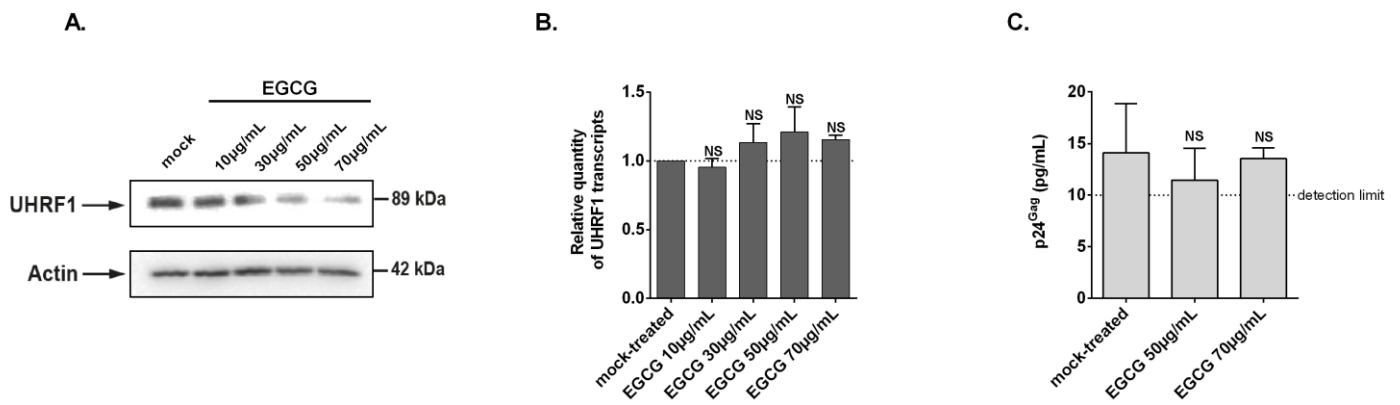 A.
EGCG
mock
10µg/mL
30µg/mL
50µg/mL
70µg/mL
UHRF1
89 kDa
Actin
42 kDa
B.
Relative quantity
of UHRF1 transcripts
1.5
1.0
0.5
0.0
NS
NS
NS
NS
mock-treated
EGCG 10µg/mL
EGCG 30µg/mL
EGCG 50µg/mL
EGCG 70µg/mL
C.
p24Gag (pg/mL)
20
15
10
5
0
NS
NS
detection limit
mock-treated
EGCG 50µg/mL
EGCG 70µg/mL